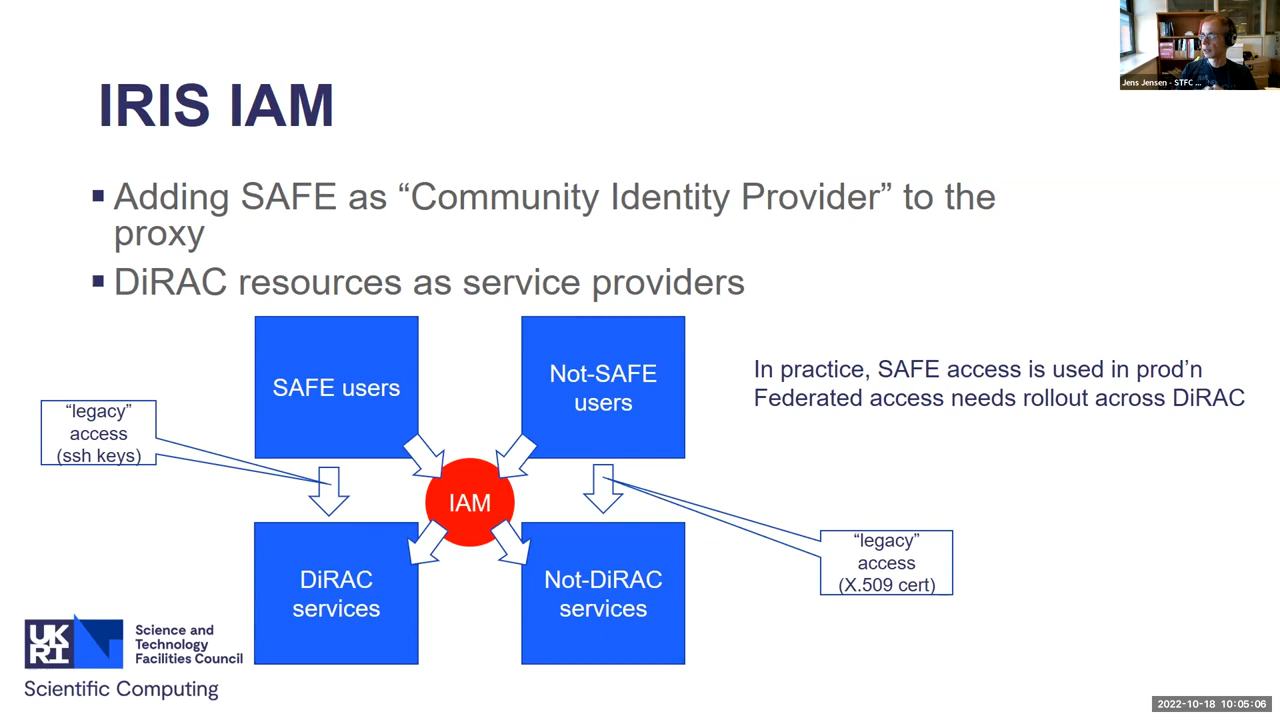 Jens Jensen - STFC ...
IRIS IAM
▪ Adding SAFE as “Community Identity Provider” to the
proxy
▪ DiRAC resources as service providers
SAFE users
Not-SAFE
users
In practice, SAFE access is used in prod’n
Federated access needs rollout across DiRAC
“legacy”
access
(ssh keys)
IAM
“legacy”
access
(X.509 cert)
DiRAC
services
Not-DiRAC
services
UK
RI
Science and
Technology
Facilities Council
Scientific Computing
2022-10-18 10:05:06